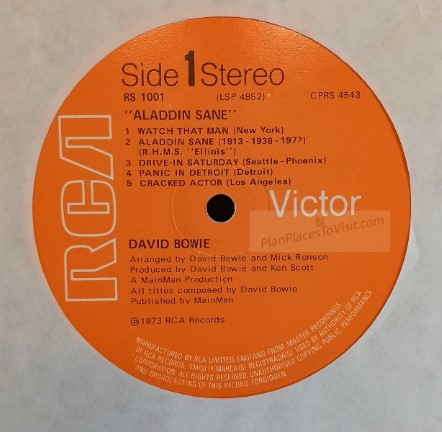 Side 1 Stereo
RS 1001 (LSP 4852) CPRS 4543
"ALADDIN SANE"
1 WATCH THAT MAN (New York)
2 ALADDIN SANE (1913-1938-197?)
(R.H.M.S. "Ellinis")
3 DRIVE-IN SATURDAY (Seattle-Phoenix)
4 PANIC IN DETROIT (Detroit)
5 CRACKED ACTOR (Los Angeles)
RCA
Victor
PlanPlacesToVisit.com
DAVID BOWIE
Arranged by David Bowie and Mick Ronson
Produced by David Bowie and Ken Scott
A MainMan Production
All titles composed by David Bowie
Published by MainMan
℗1973 RCA Records
MANUFACTURED BY RCA LIMITED, ENGLAND FROM MASTER RECORDINGS
OF RCA RECORDS. TM(S) ® MARCA(S) REGISTRADA(S) USED BY AUTHORITY OF RCA
CORPORATION. ALL RIGHTS RESERVED. UNAUTHORISED COPYING PUBLIC PERFORMANCE
AND BROADCASTING OF THIS RECORD FORBIDDEN